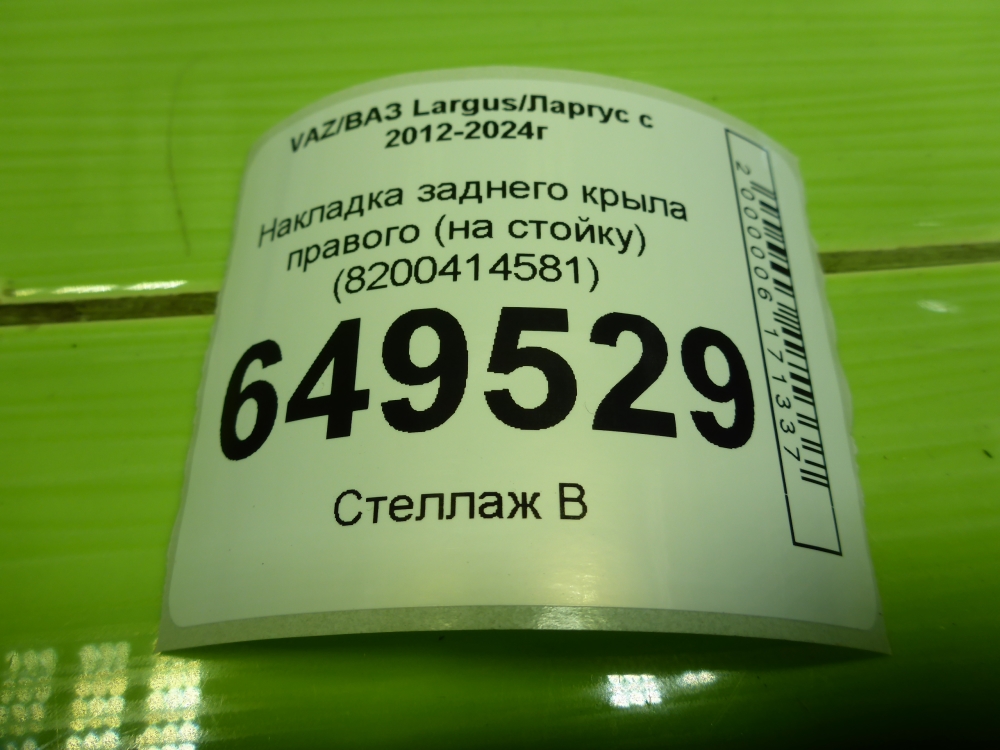 VAZ/ВАЗ Largus/Ларгус с
2012-2024г
Накладка заднего крыла
правого (на стойку)
(8200414581)
649529
Стеллаж В
2000006171337